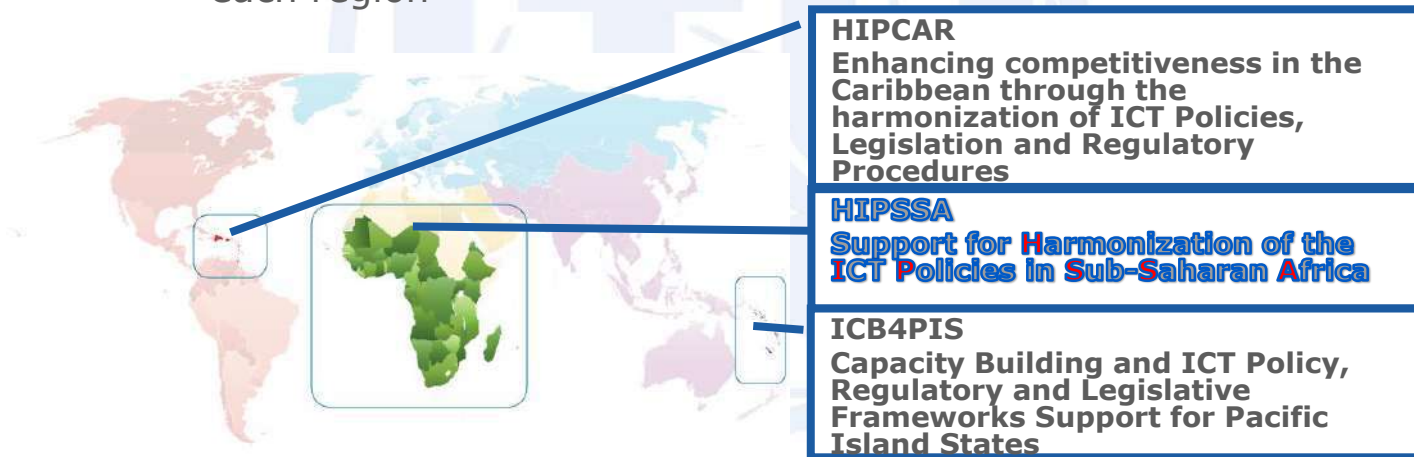 each region
HIPCAR
Enhancing competitiveness in the
Caribbean through the
harmonization of ICT Policies,
Legislation and Regulatory
Procedures
HIPSSA
Support for Harmonization of the
ICT Policies in Sub-Saharan Africa
ICB4PIS
Capacity Building and ICT Policy,
Regulatory and Legislative
Frameworks Support for Pacific
Island States